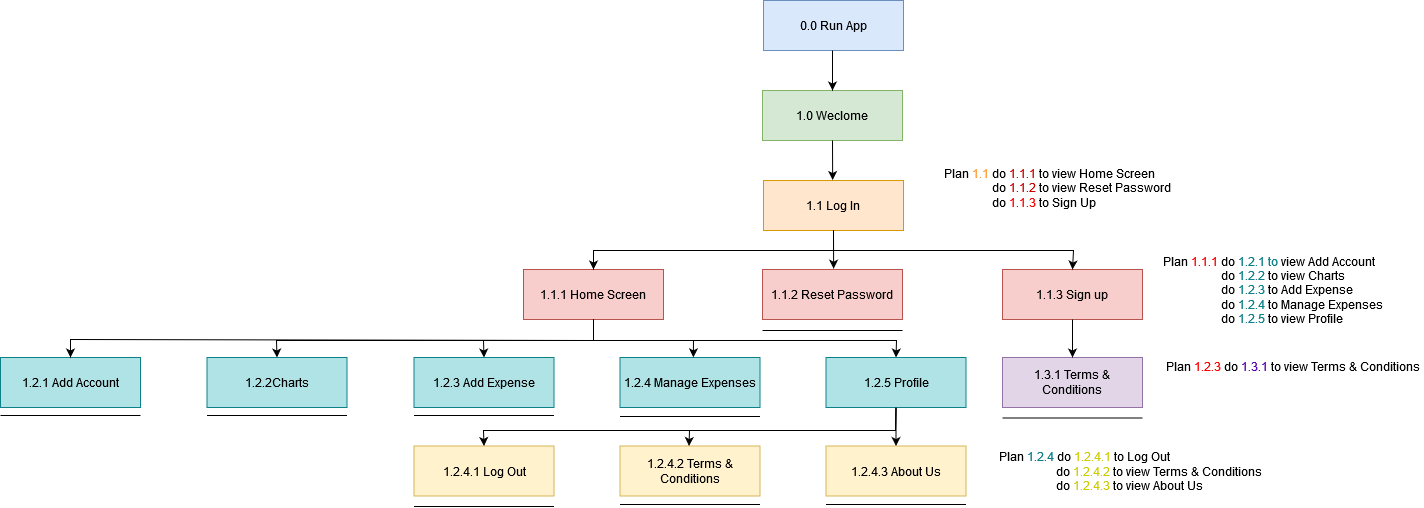 0.0 Run App
1.0 Weclome
1.1 Log In
Plan 1.1 do 1.1.1 to view Home Screen
do 1.1.2 to view Reset Password
do 1.1.3 to Sign Up
1.1.1 Home Screen
1.1.2 Reset Password
1.1.3 Sign up
Plan 1.1.1 do 1.2.1 to view Add Account
do 1.2.2 to view Charts
do 1.2.3 to Add Expense
do 1.2.4 to Manage Expenses
do 1.2.5 to view Profile
1.2.1 Add Account
1.2.2Charts
1.2.3 Add Expense
1.2.4 Manage Expenses
1.2.5 Profile
1.3.1 Terms &
Conditions
Plan 1.2.3 do 1.3.1 to view Terms & Conditions
1.2.4.1 Log Out
1.2.4.2 Terms &
Conditions
1.2.4.3 About Us
Plan 1.2.4 do 1.2.4.1 to Log Out
do 1.2.4.2 to view Terms & Conditions
do 1.2.4.3 to view About Us